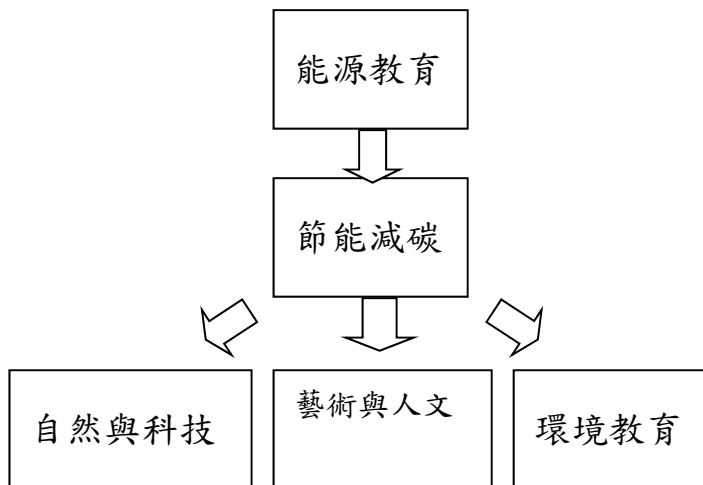 能源教育
節能減碳
自然與科技
藝術與人文
環境教育